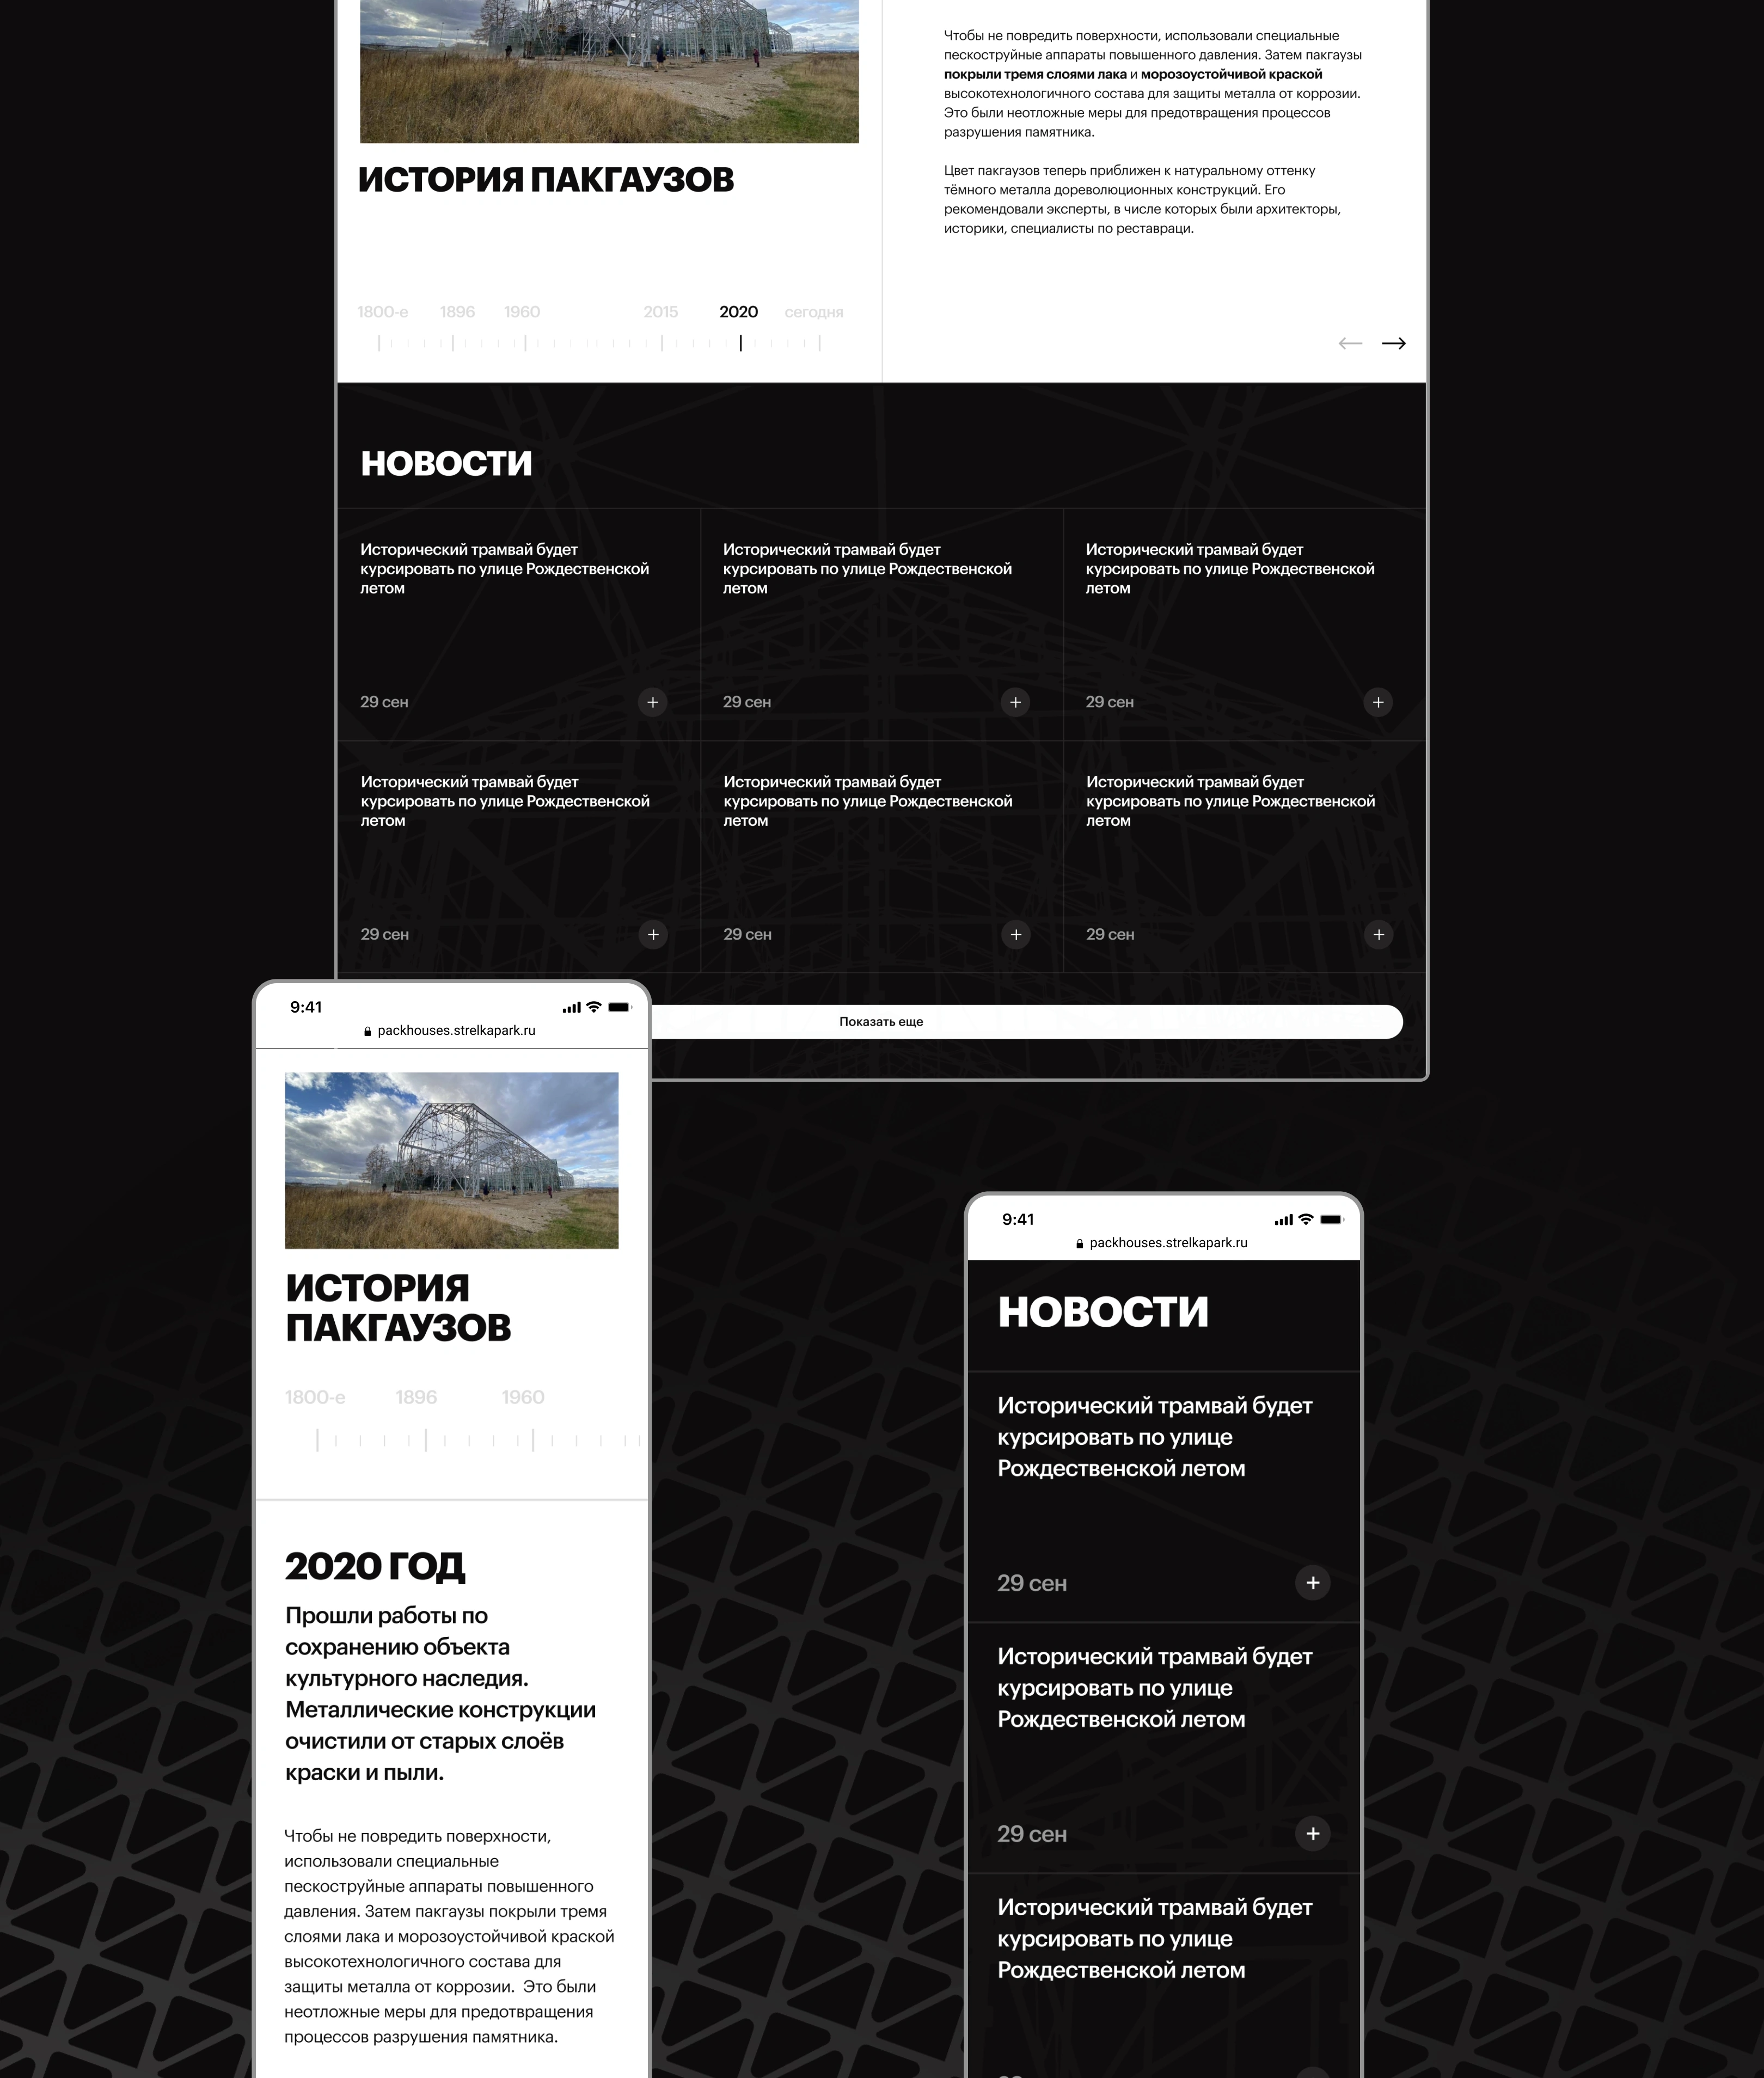 Чтобы не повредить поверхности, использовали специальные
пескоструйные аппараты повышенного давления. Затем пакгаузы
покрыли тремя слоями лака и морозоустойчивой краской
высокотехнологичного состава для защиты металла от коррозии.
Это были неотложные меры для предотвращения процессов
разрушения памятника.
Цвет пакгаузов теперь приближен к натуральному оттенку
тёмного металла дореволюционных конструкций. Его
рекомендовали эксперты, в числе которых были архитекторы,
историки, специалисты по реставраци.
ИСТОРИЯ ПАКГАУЗОВ
1800-е 1896 1960 2015 2020 сегодня
НОВОСТИ
Исторический трамвай будет
курсировать по улице Рождественской
летом
29 сен
Исторический трамвай будет
курсировать по улице Рождественской
летом
29 сен
Исторический трамвай будет
курсировать по улице Рождественской
летом
29 сен
Исторический трамвай будет
курсировать по улице Рождественской
летом
29 сен
Исторический трамвай будет
курсировать по улице Рождественской
летом
29 сен
Исторический трамвай будет
курсировать по улице Рождественской
летом
29 сен
Показать еще
9:41
packhouses.strelkapark.ru
ИСТОРИЯ
ПАКГАУЗОВ
1800-е 1896 1960
2020 ГОД
Прошли работы по
сохранению объекта
культурного наследия.
Металлические конструкции
очистили от старых слоёв
краски и пыли.
Чтобы не повредить поверхности,
использовали специальные
пескоструйные аппараты повышенного
давления. Затем пакгаузы покрыли тремя
слоями лака и морозоустойчивой краской
высокотехнологичного состава для
защиты металла от коррозии.  Это были
неотложные меры для предотвращения
процессов разрушения памятника.
9:41
packhouses.strelkapark.ru
НОВОСТИ
Исторический трамвай будет
курсировать по улице
Рождественской летом
29 сен
Исторический трамвай будет
курсировать по улице
Рождественской летом
29 сен
Исторический трамвай будет
курсировать по улице
Рождественской летом